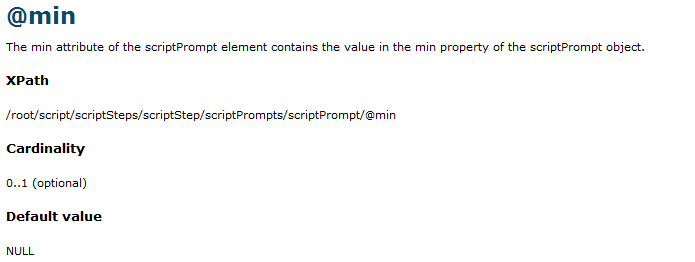 @min
The min attribute of the scriptPrompt element contains the value in the min property of the scriptPrompt object.
XPath
/root/script/scriptSteps/scriptStep/scriptPrompts/scriptPrompt/@min
Cardinality
0..1 (optional)
Default value
NULL